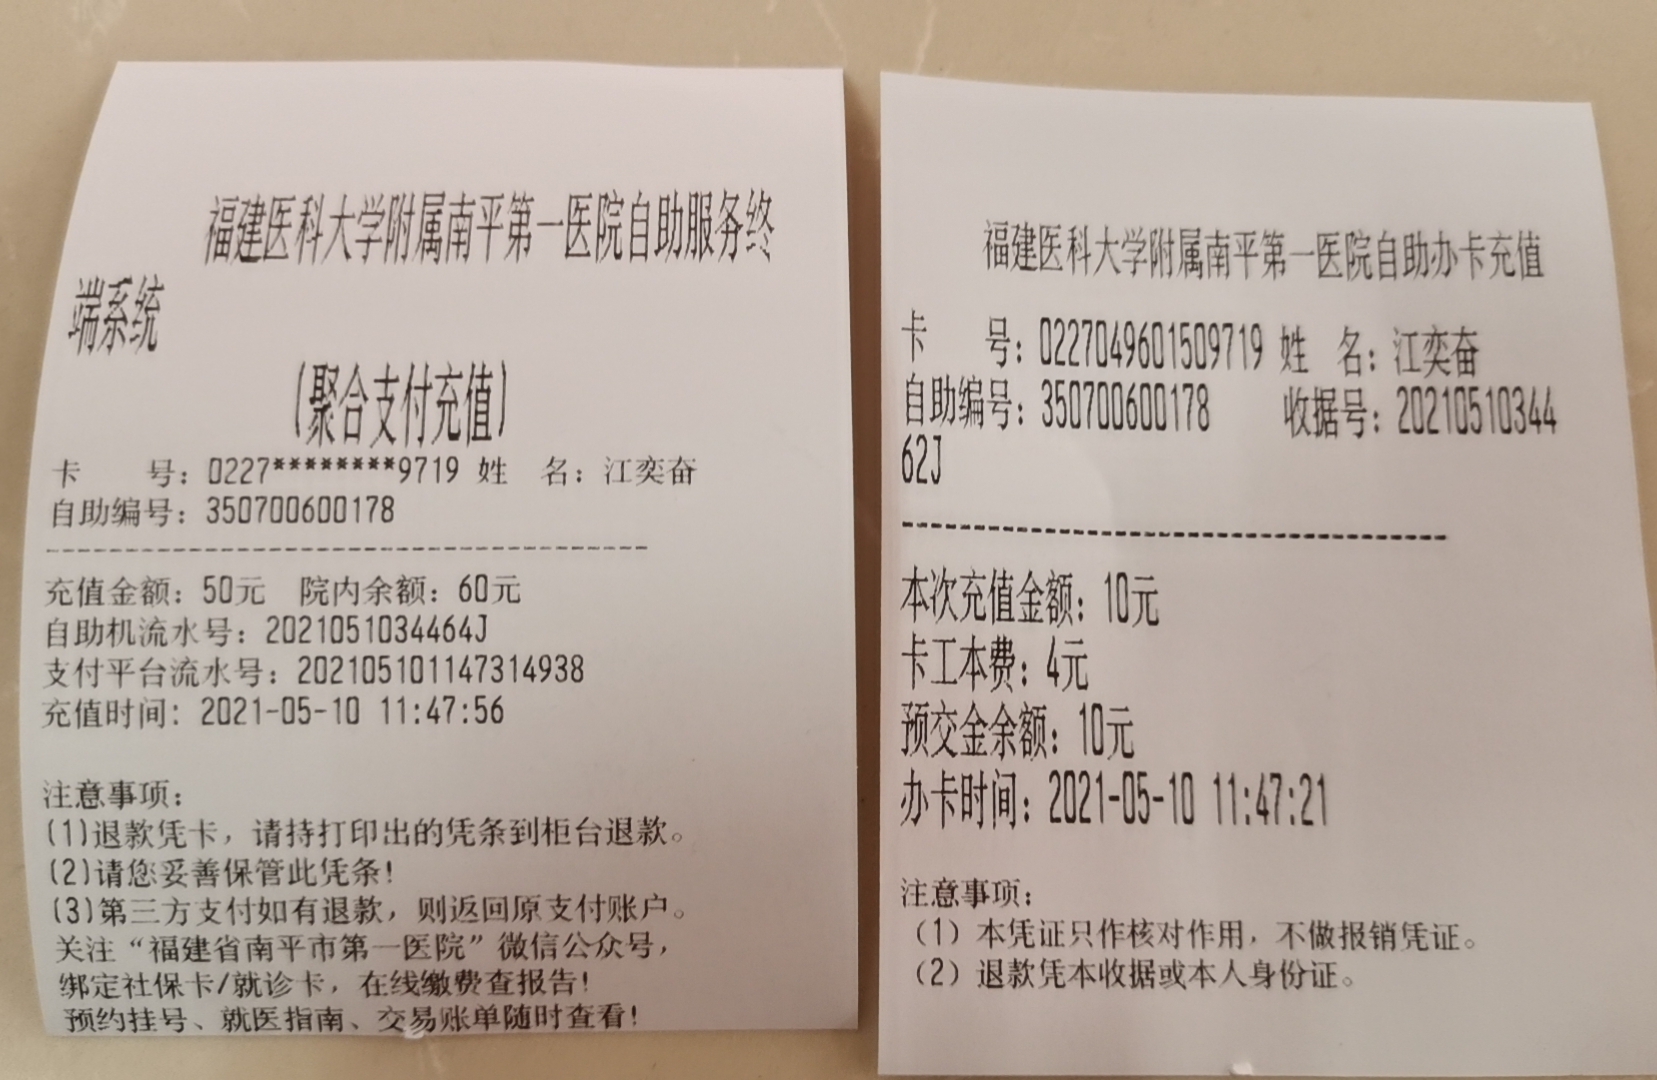 福建医科大学附属南平第一医院自助服务终
端系统
(聚合支付充值)
卡 号: 0227********9719 姓 名: 江奕奋
自助编号: 350700600178
--------------------------------------
充值金额: 50元 院内余额: 60元
自助机流水号: 2021051034464J
支付平台流水号: 202105101147314938
充值时间: 2021-05-10 11:47:56
注意事项:
(1)退款凭卡, 请持打印出的凭条到柜台退款。
(2)请您妥善保管此凭条!
(3)第三方支付如有退款, 则返回原支付账户。
关注“福建省南平市第一医院”微信公众号,
绑定社保卡/就诊卡, 在线缴费查报告!
预约挂号、就医指南、交易账单随时查看!
福建医科大学附属南平第一医院自助办卡充值
卡 号: 0227049601509719 姓 名: 江奕奋
自助编号: 350700600178 收据号: 20210510344
62J
--------------------------------------
本次充值金额: 10元
卡工本费: 4元
预交金余额: 10元
办卡时间: 2021-05-10 11:47:21
注意事项:
(1) 本凭证只作核对作用, 不做报销凭证。
(2) 退款凭本收据或本人身份证。